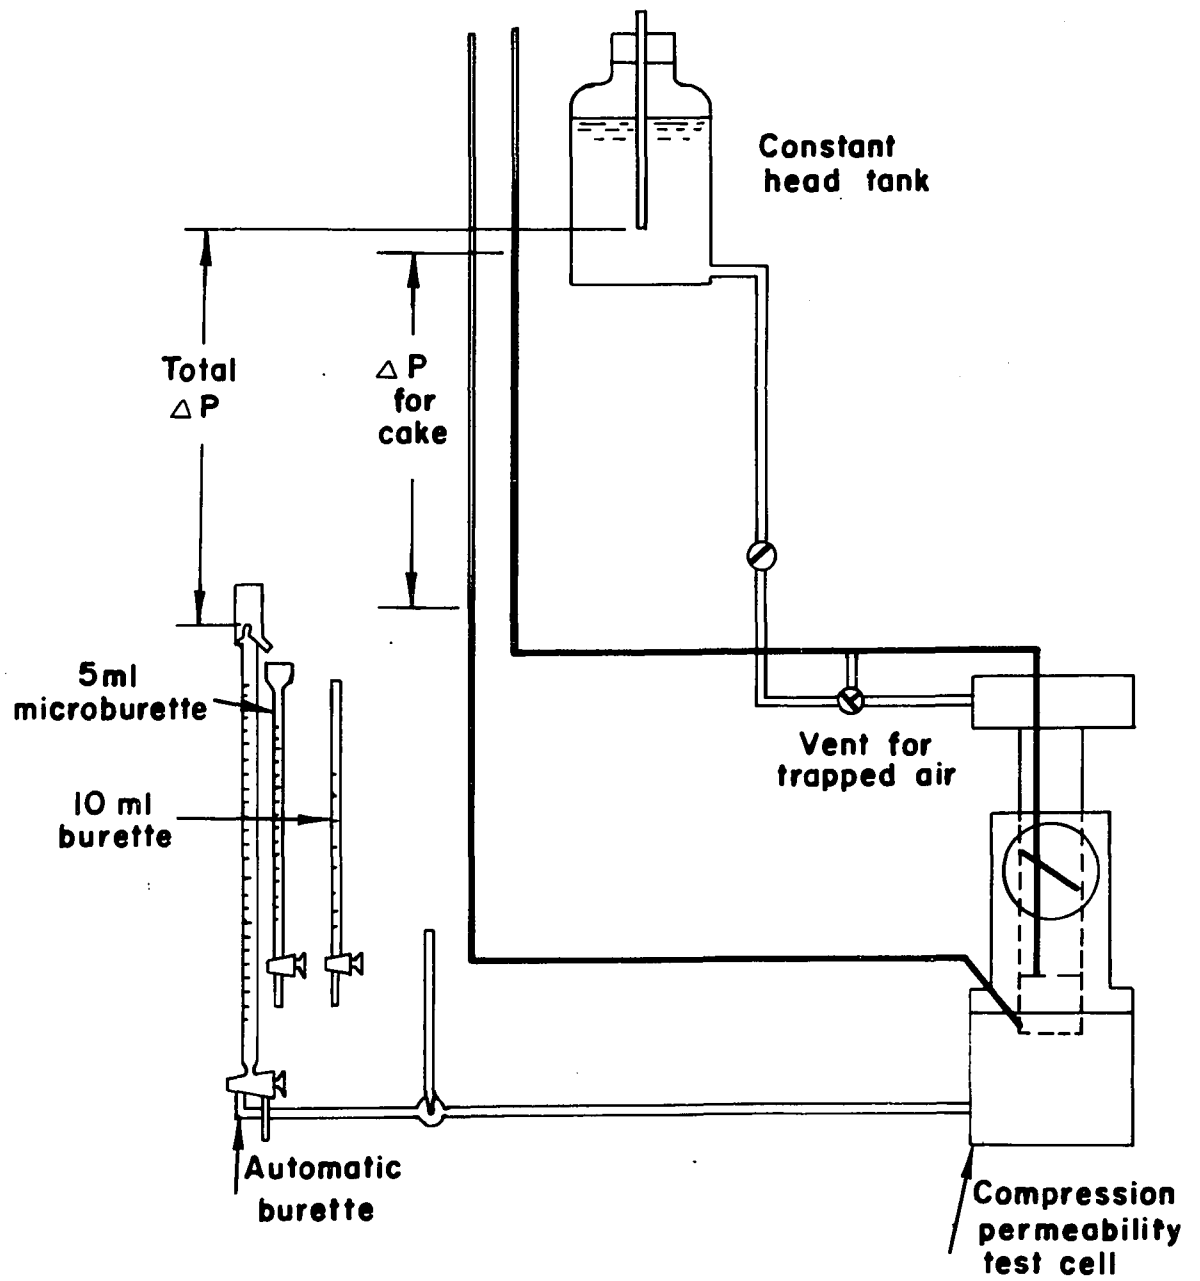 Constant
head tank
Total
△ P
△ P
for
cake
5ml
microburette
10 ml
burette
Vent for
trapped air
Automatic
burette
Compression
permeability
test cell